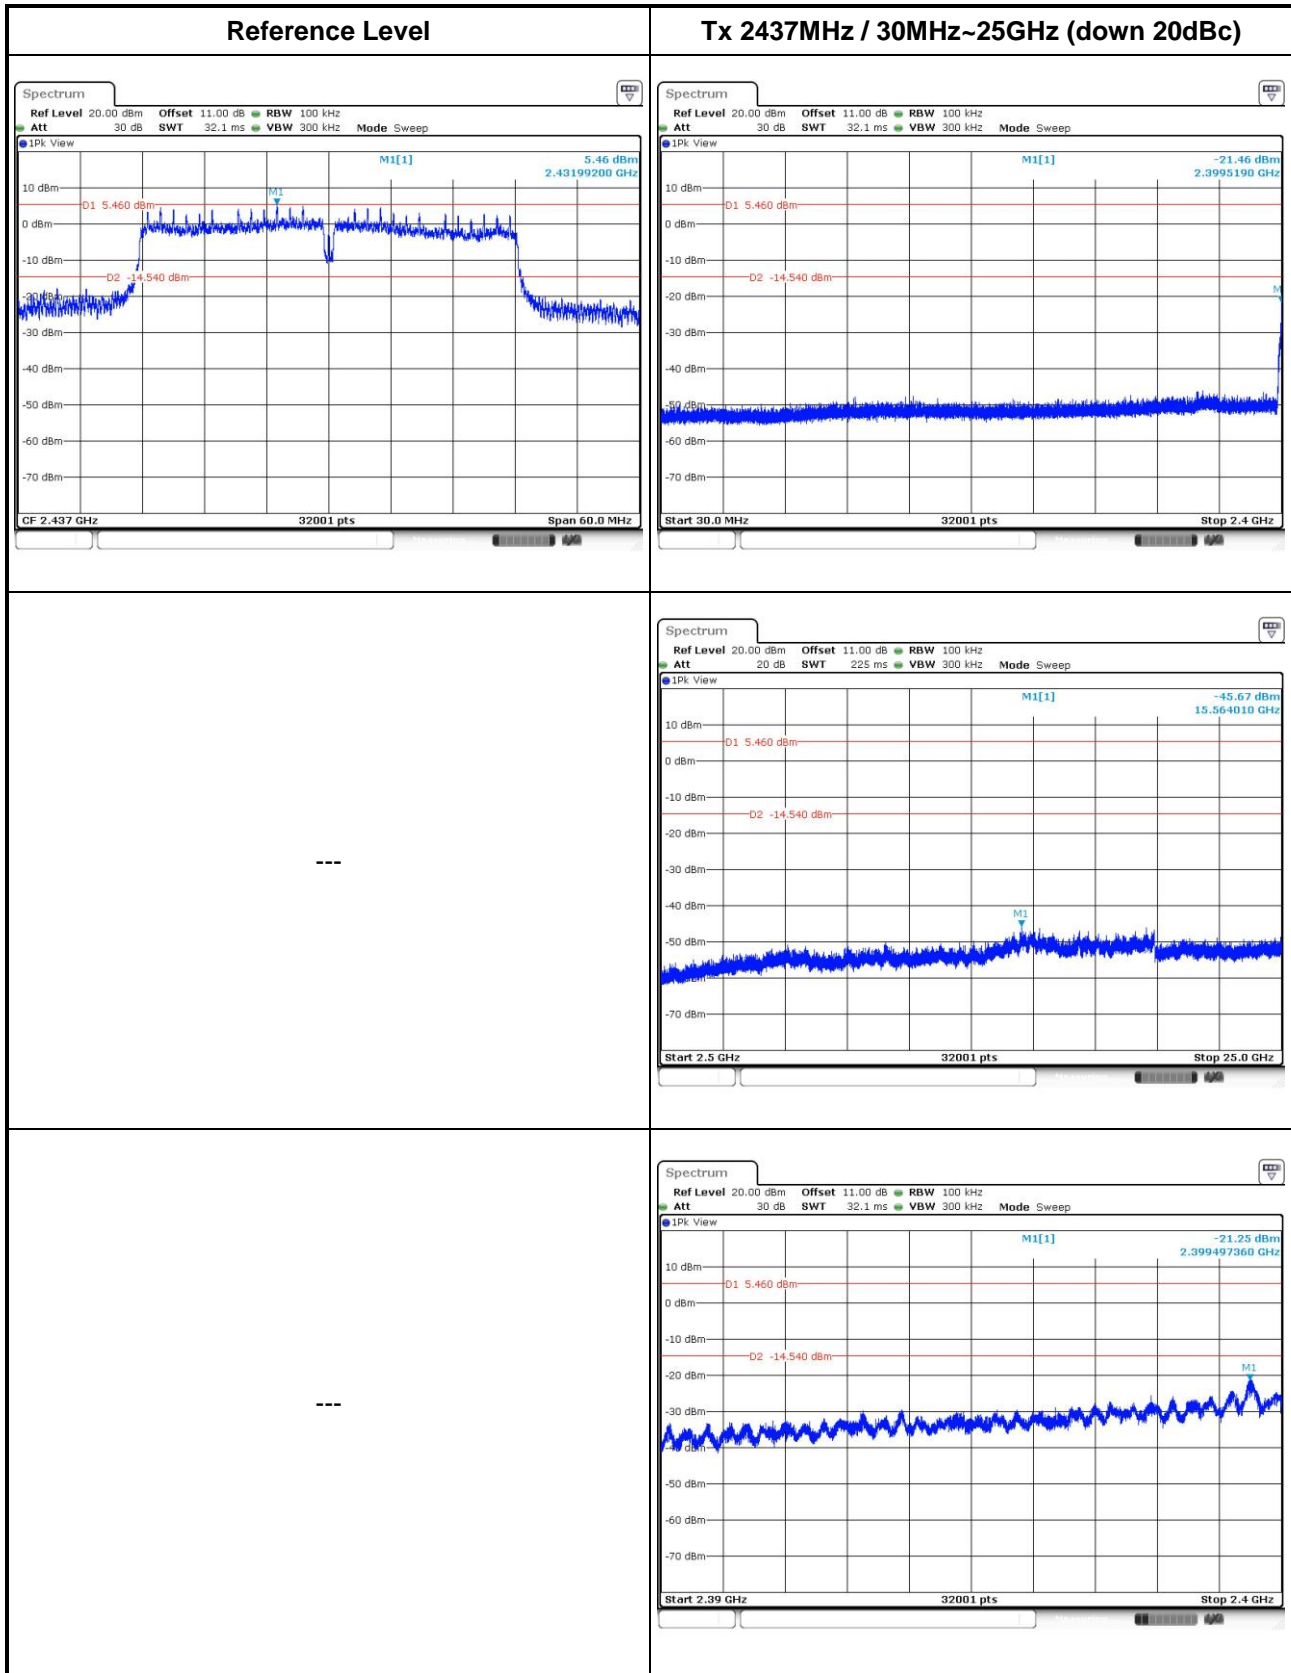 Reference Level
Tx 2437MHz / 30MHz~25GHz (down 20dBc)
Spectrum
Ref Level 20.00 dBm Offset 11.00 dB RBW 100 kHz
Att 30 dB SWT 32.1 ms VBW 300 kHz Mode Sweep
1Pk View
M1[1] 5.46 dBm
2.43199200 GHz
10 dBm
M1
D1 5.460 dBm
0 dBm
-10 dBm
D2 -14.540 dBm
-20 dBm
-30 dBm
-40 dBm
-50 dBm
-60 dBm
-70 dBm
CF 2.437 GHz 32001 pts Span 60.0 MHz
Spectrum
Ref Level 20.00 dBm Offset 11.00 dB RBW 100 kHz
Att 30 dB SWT 32.1 ms VBW 300 kHz Mode Sweep
1Pk View
M1[1] -21.46 dBm
2.3995190 GHz
10 dBm
D1 5.460 dBm
0 dBm
-10 dBm
D2 -14.540 dBm
M
-20 dBm
-30 dBm
-40 dBm
-50 dBm
-60 dBm
-70 dBm
Start 30.0 MHz 32001 pts Stop 2.4 GHz
---
Spectrum
Ref Level 20.00 dBm Offset 11.00 dB RBW 100 kHz
Att 20 dB SWT 225 ms VBW 300 kHz Mode Sweep
1Pk View
M1[1] -45.67 dBm
15.564010 GHz
10 dBm
D1 5.460 dBm
0 dBm
-10 dBm
D2 -14.540 dBm
-20 dBm
-30 dBm
-40 dBm
M1
-50 dBm
-70 dBm
Start 2.5 GHz 32001 pts Stop 25.0 GHz
---
Spectrum
Ref Level 20.00 dBm Offset 11.00 dB RBW 100 kHz
Att 30 dB SWT 32.1 ms VBW 300 kHz Mode Sweep
1Pk View
M1[1] -21.25 dBm
2.399497360 GHz
10 dBm
D1 5.460 dBm
0 dBm
-10 dBm
D2 -14.540 dBm
M1
-20 dBm
-30 dBm
-40 dBm
-50 dBm
-60 dBm
-70 dBm
Start 2.39 GHz 32001 pts Stop 2.4 GHz